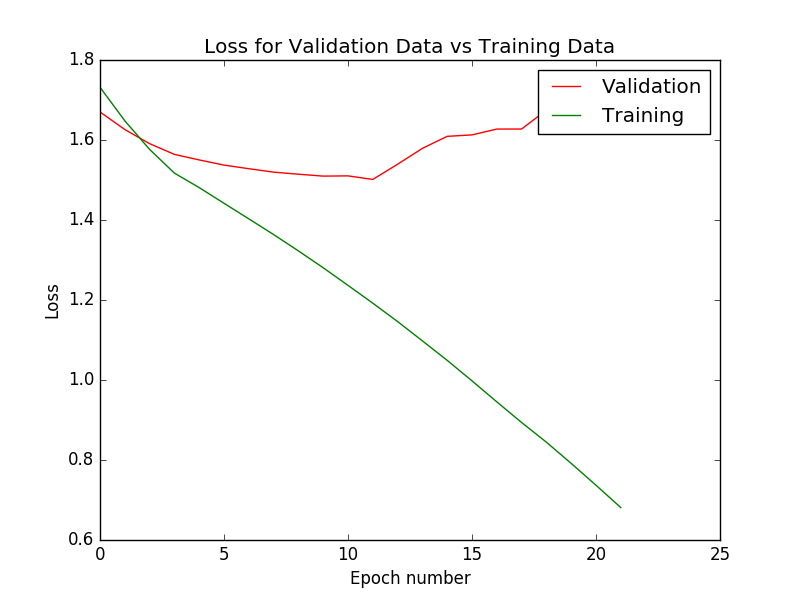 Loss for Validation Data vs Training Data
Validation
Training
1.8
1.6
1.4
1.2
1.0
0.8
0.6
Loss
0 5 10 15 20 25
Epoch number